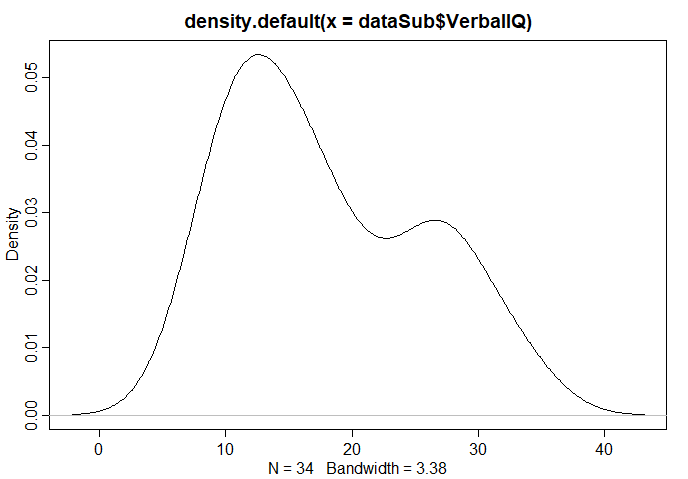 density.default(x = dataSub$VerbalIQ)
Density
0.05
0.04
0.03
0.02
0.01
0.00
0 10 20 30 40
N = 34 Bandwidth = 3.38